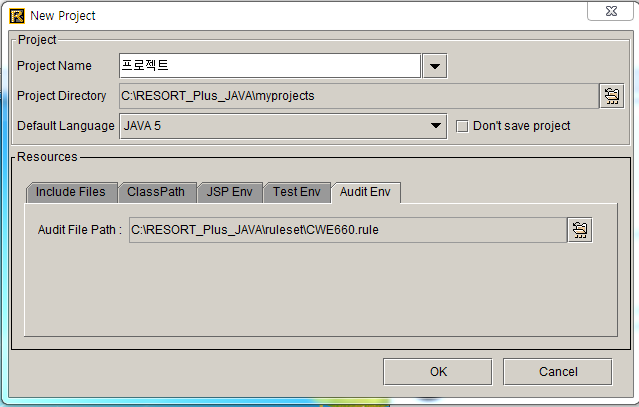 New Project
Project
Project Name 프로젝트
Project Directory C:\RESORT_Plus_JAVA\myprojects
Default Language JAVA 5 Don't save project
Resources
Include Files ClassPath JSP Env Test Env Audit Env
Audit File Path : C:\RESORT_Plus_JAVA\ruleset\CWE660.rule
OK Cancel